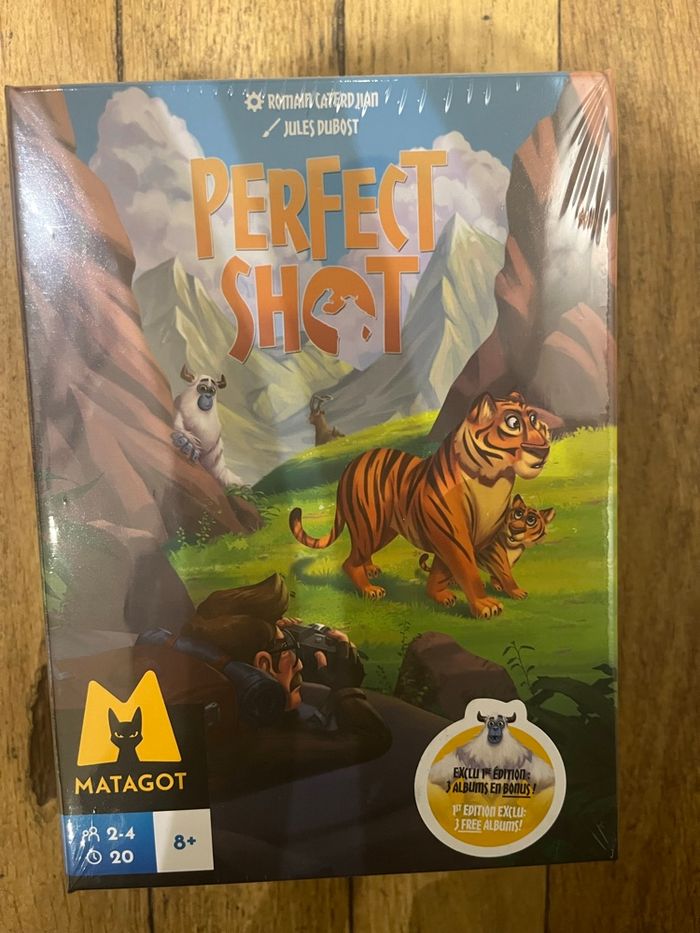 ROMAIN CATERDJIAN
JULES DUBOST
PERFECT
SHOT
MATAGOT
2-4
20
8+
EXCLU 1RE ÉDITION :
3 ALBUMS EN BONUS !
1ST EDITION EXCLU:
3 FREE ALBUMS!